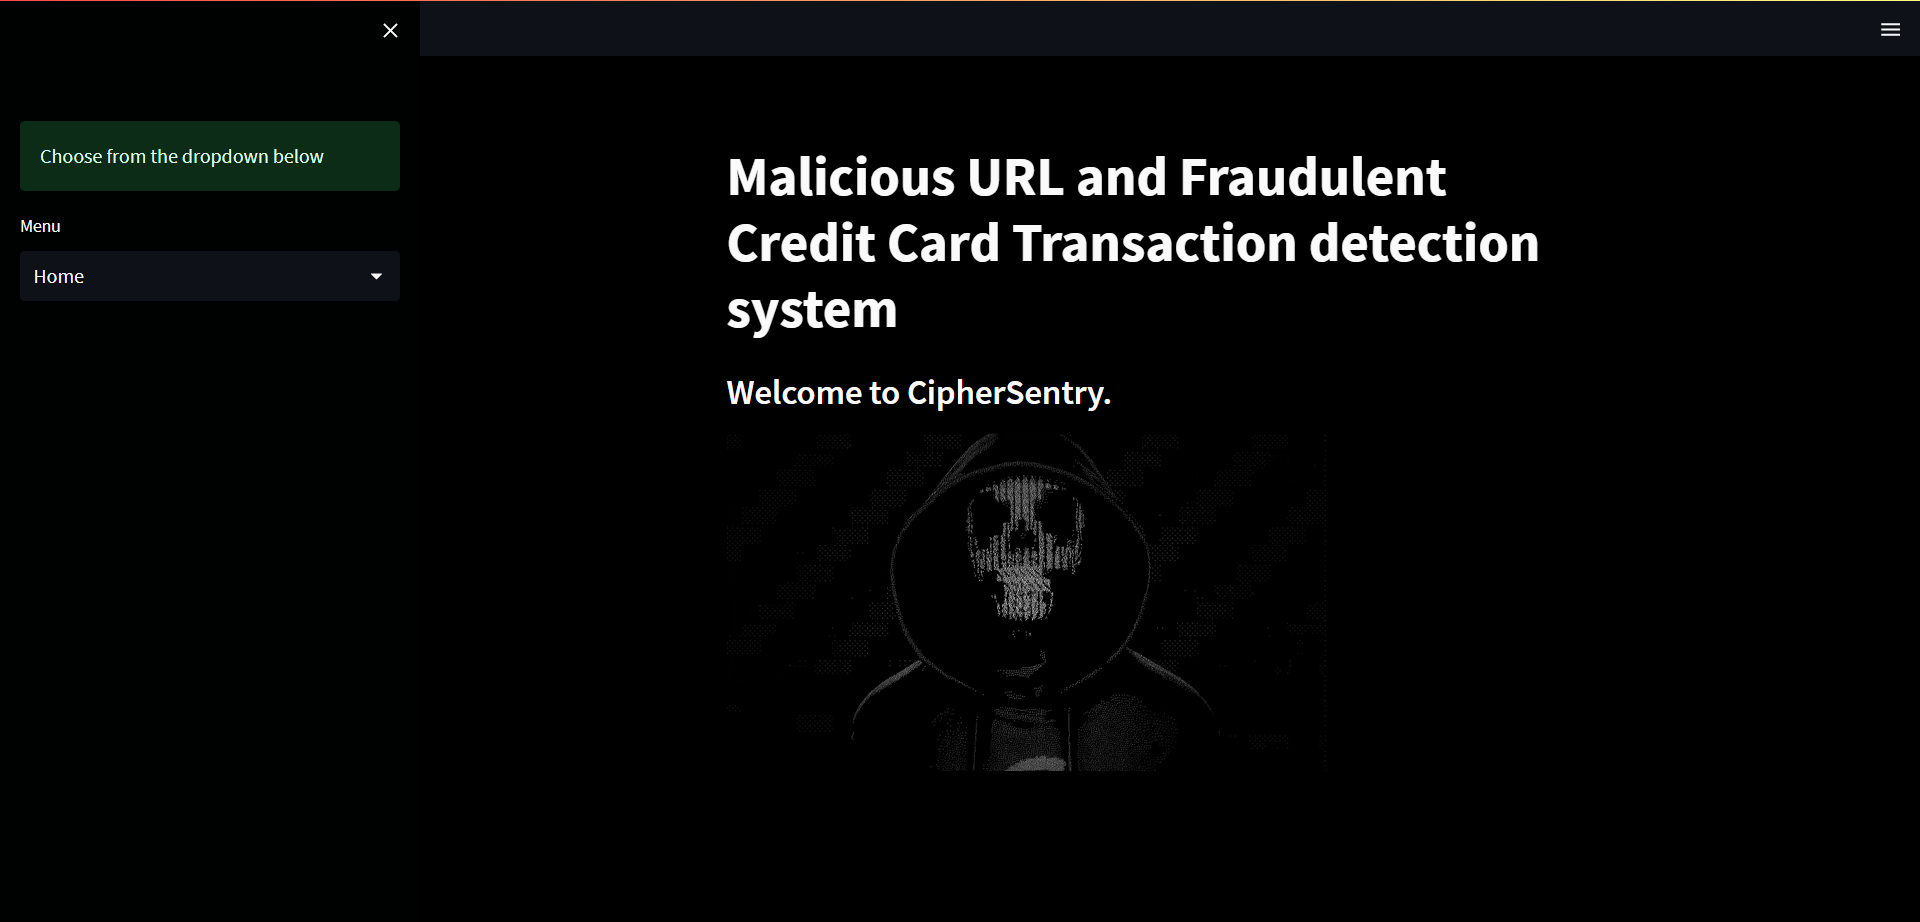 Choose from the dropdown below
Menu
Home
Malicious URL and Fraudulent
Credit Card Transaction detection
system
Welcome to CipherSentry.